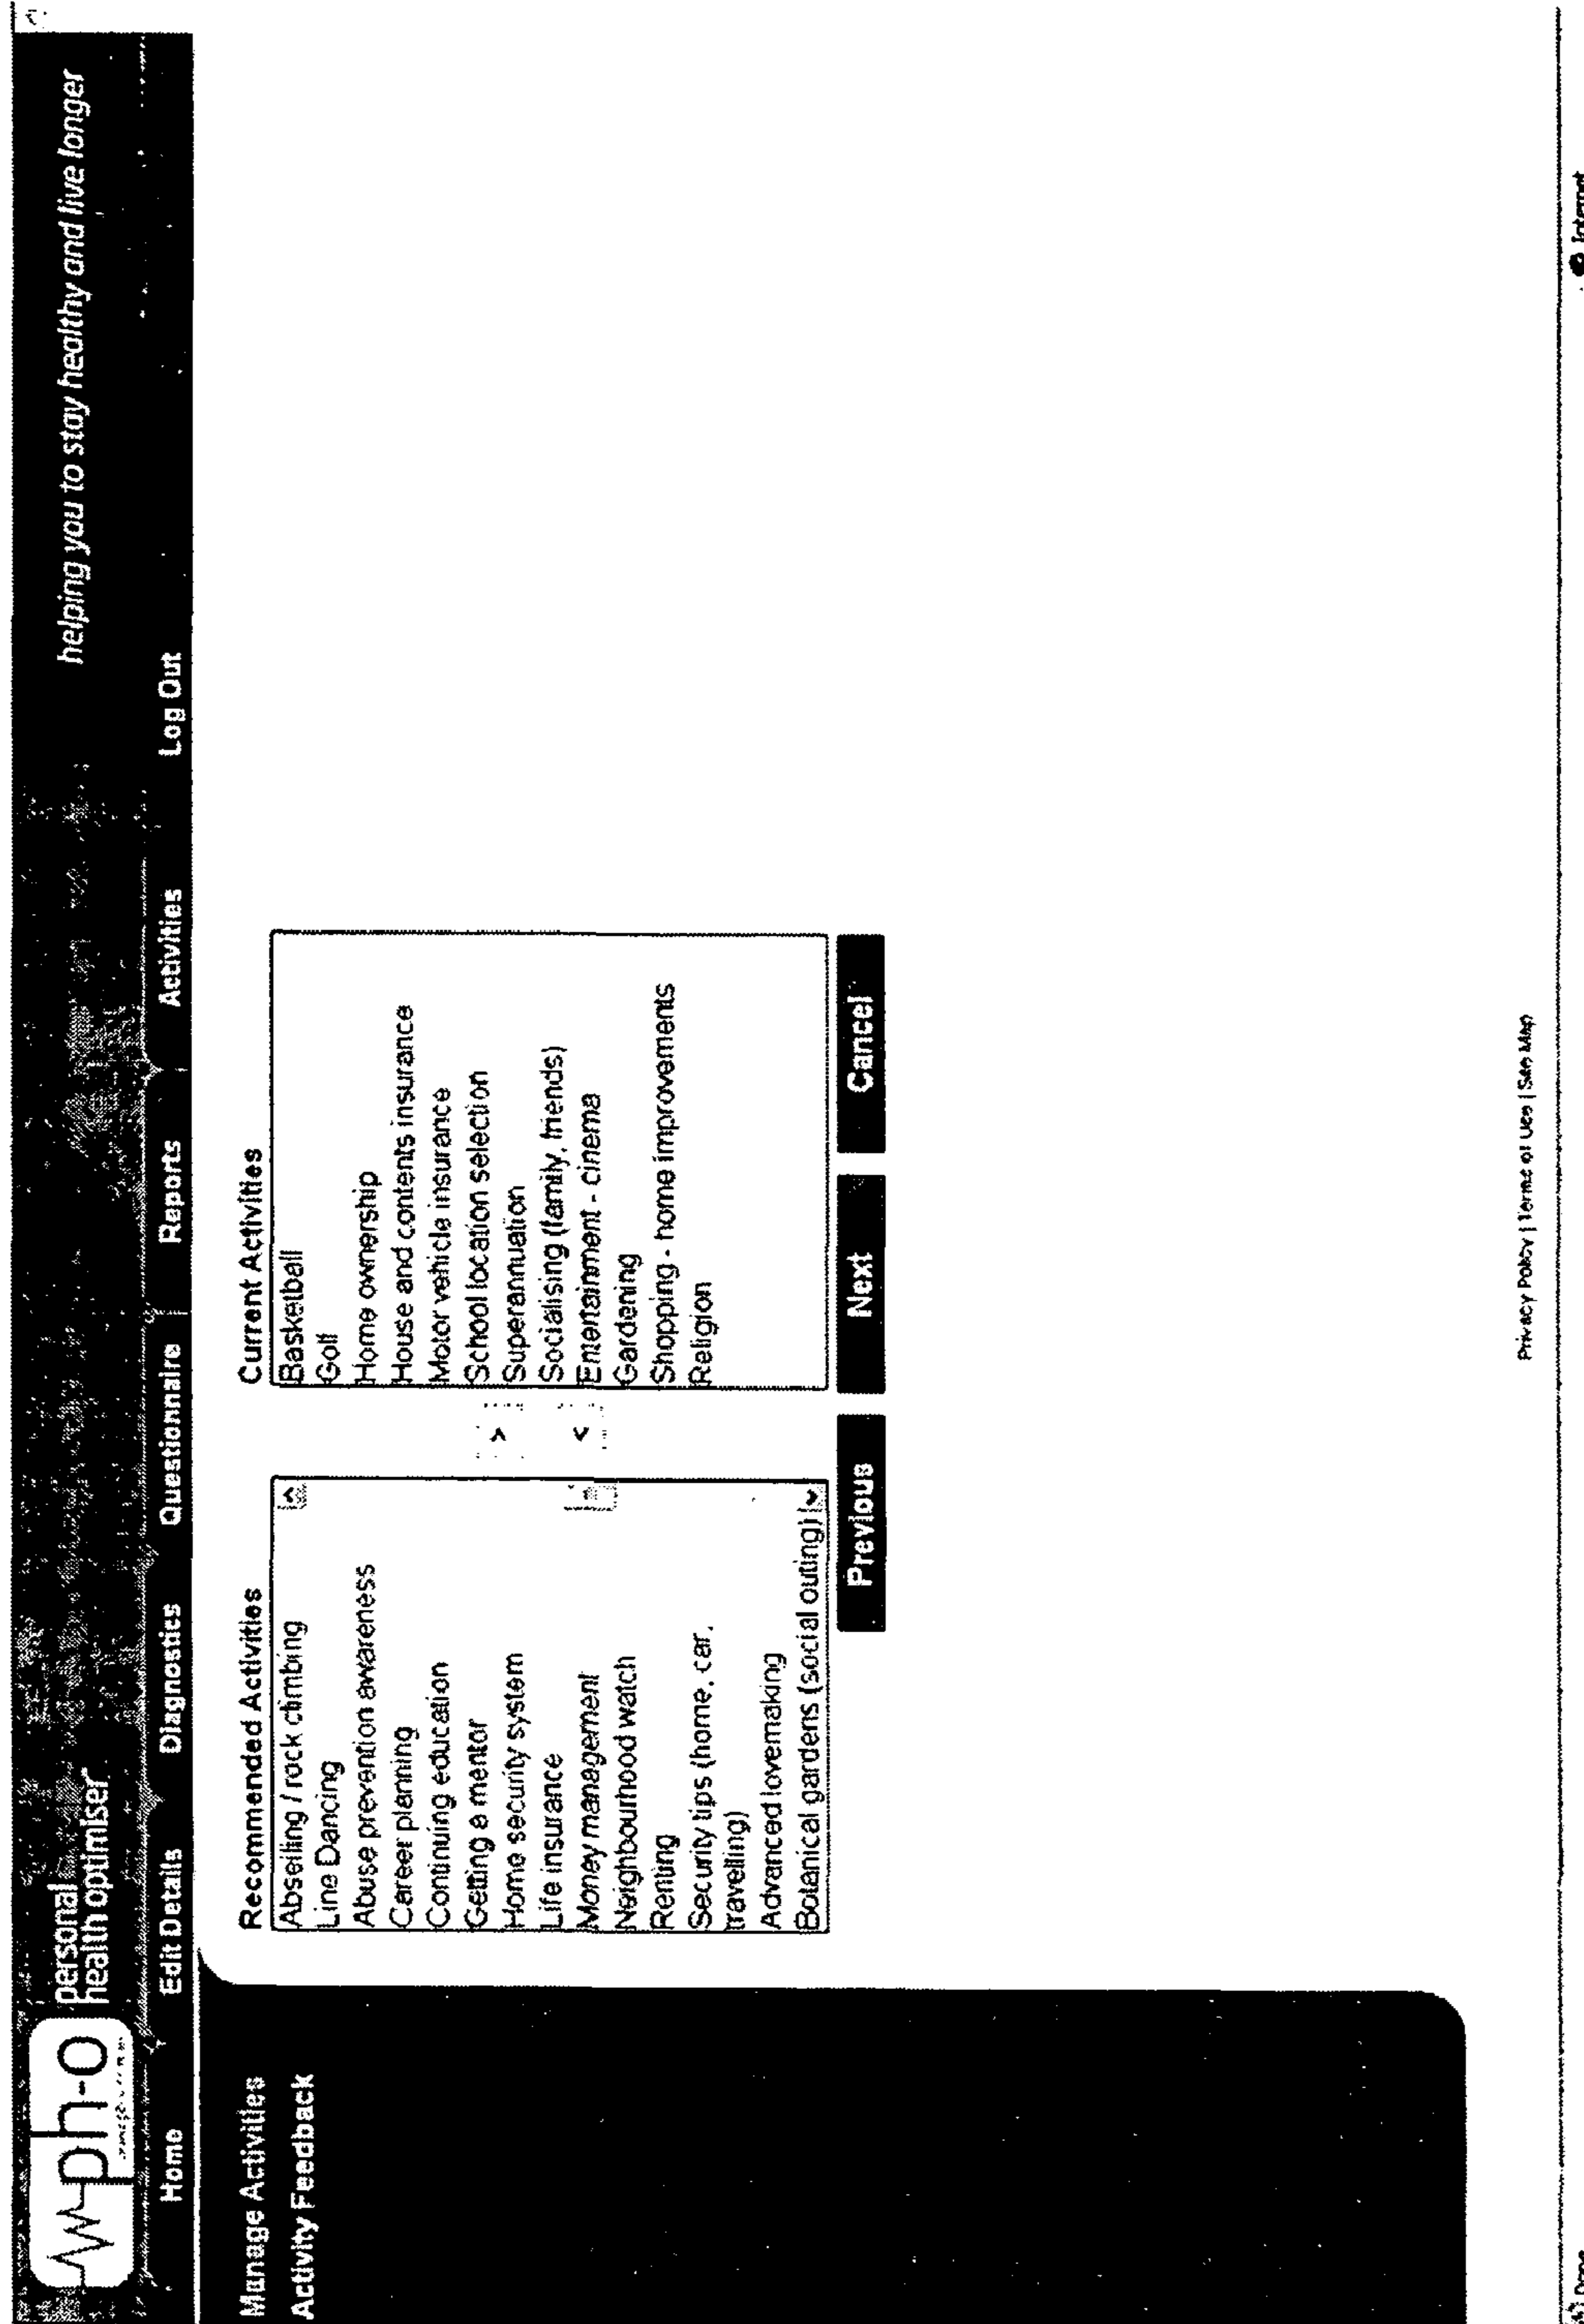 ph-o
personal
health optimiser
helping you to stay healthy and live longer
Home
Edit Details
Diagnostics
Questionnaire
Reports
Activities
Log Out
Manage Activities
Activity Feedback
Recommended Activities
Abseiling / rock climbing
Line Dancing
Abuse prevention awareness
Career planning
Continuing education
Getting a mentor
Home security system
Life insurance
Money management
Neighbourhood watch
Renting
Security tips (home, car,
travelling)
Advanced lovemaking
Botanical gardens (social outing)
>
<
Current Activities
Basketball
Golf
Home ownership
House and contents insurance
Motor vehicle insurance
School location selection
Superannuation
Socialising (family, friends)
Entertainment - cinema
Gardening
Shopping - home improvements
Religion
Previous
Next
Cancel
Privacy Policy | Terms of Use | Site Map
Done
Internet